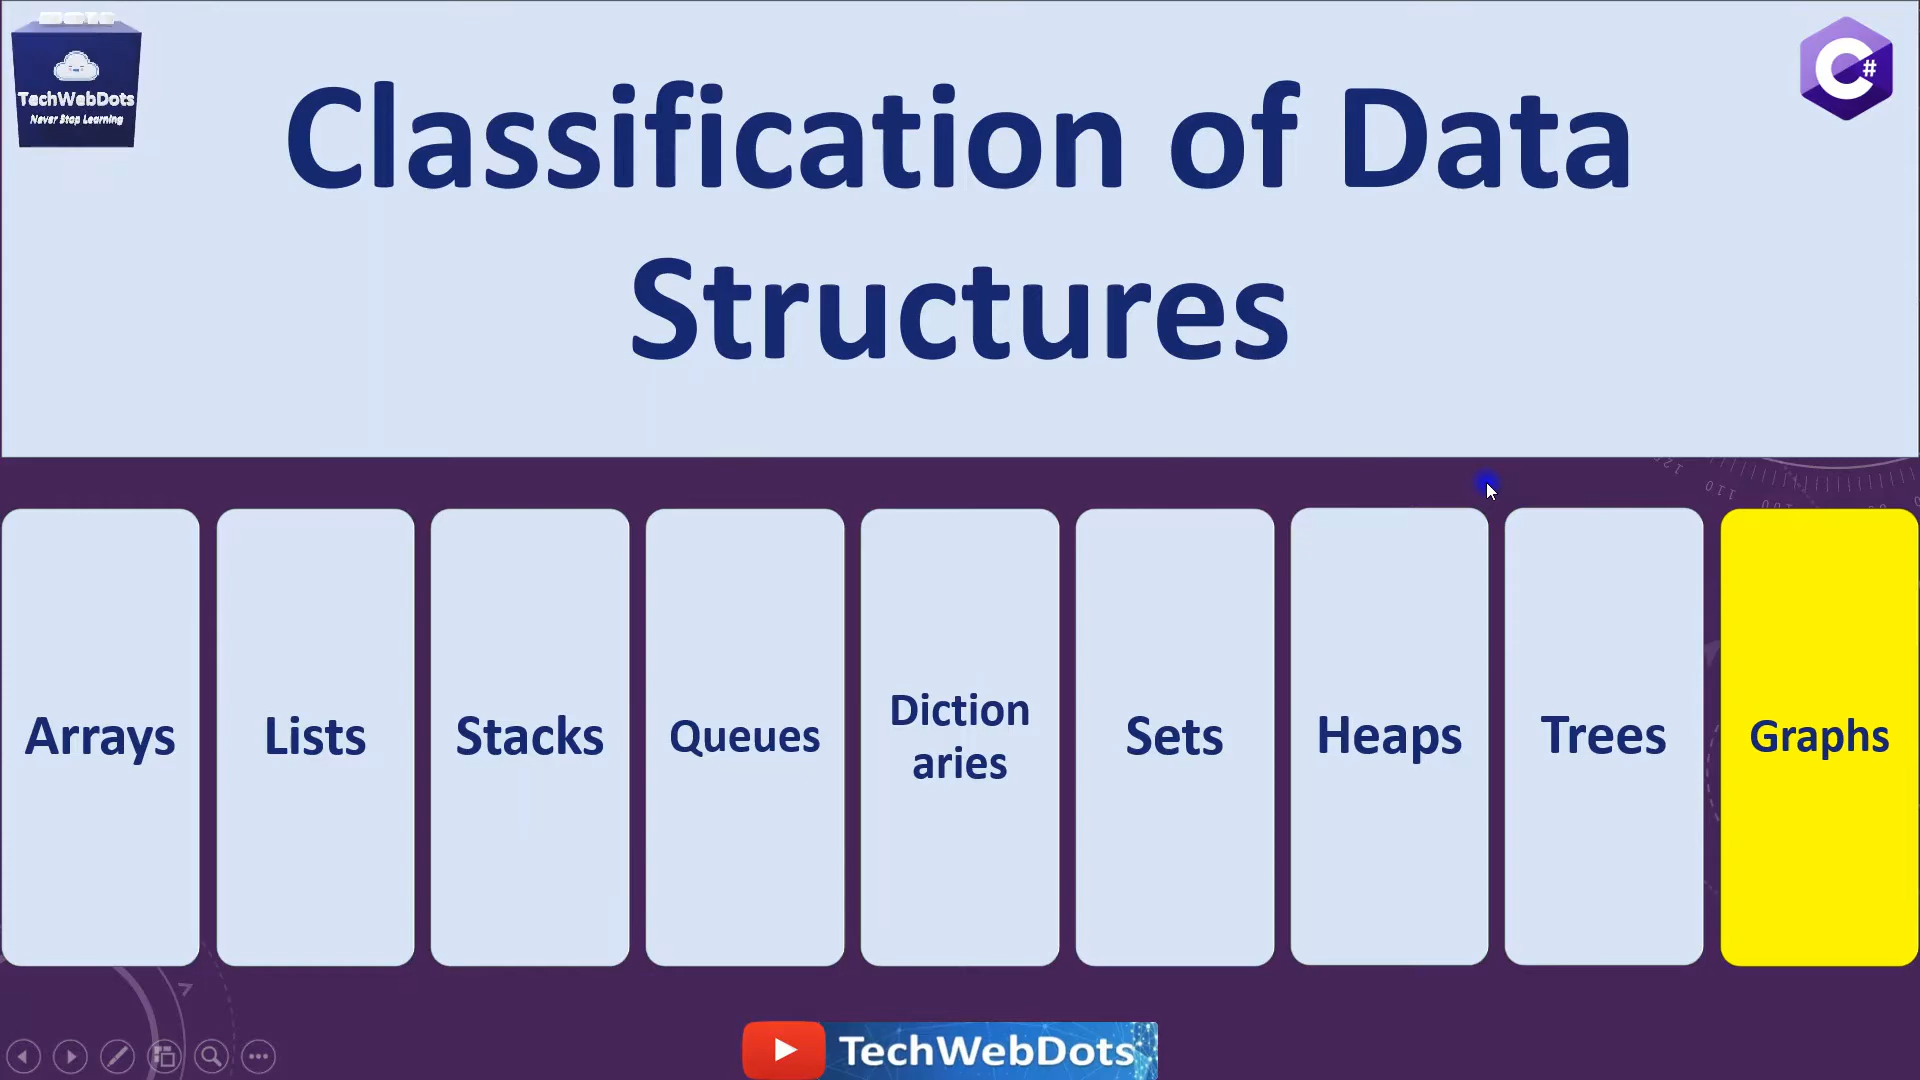 TechWebDots
Never Stop Learning
C#
Classification of Data
Structures
Arrays
Lists
Stacks
Queues
Diction
aries
Sets
Heaps
Trees
Graphs
TechWebDots